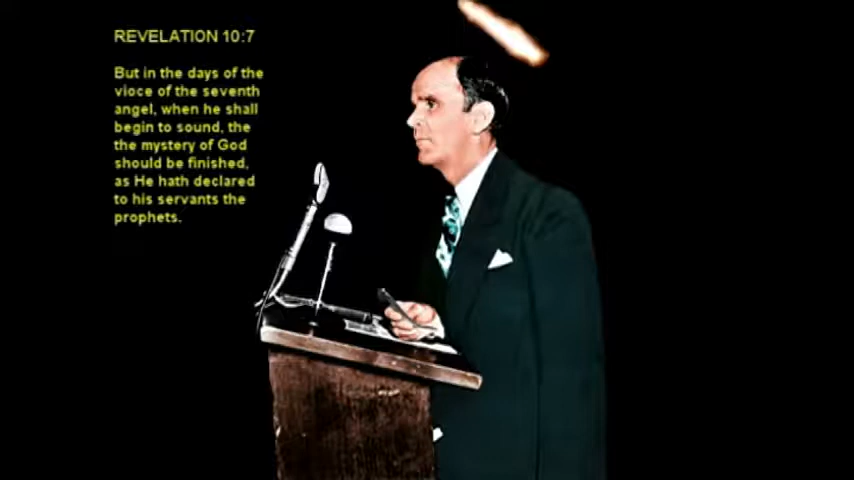 REVELATION 10:7
But in the days of the
vioce of the seventh
angel, when he shall
begin to sound, the
the mystery of God
should be finished,
as He hath declared
to his servants the
prophets.